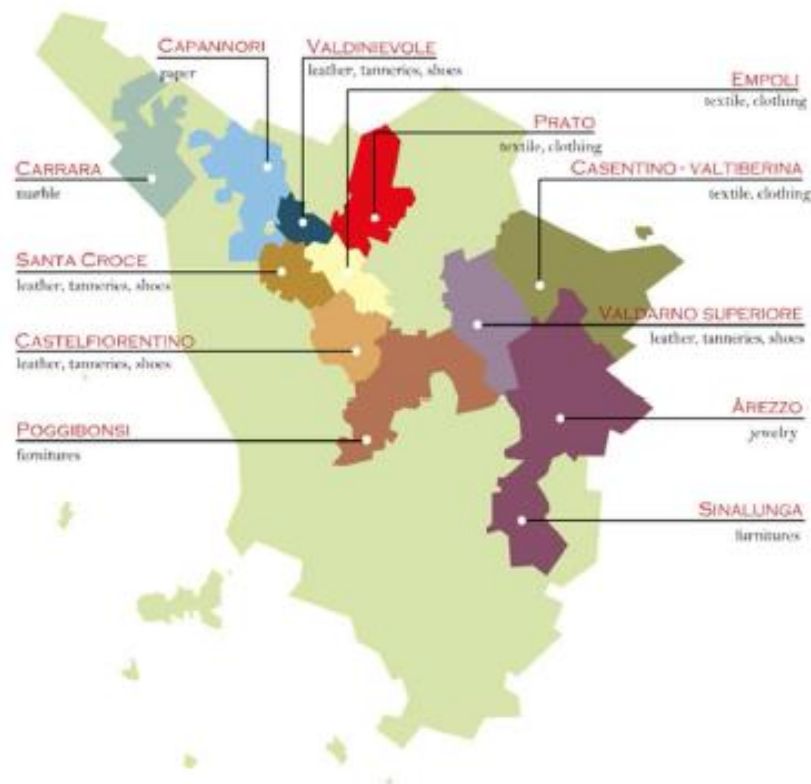 CAPANNORI
paper
VALDINIEVOLE
leather, tanneries, shoes
EMPOLI
textile, clothing
PRATO
textile, clothing
CARRARA
marble
CASENTINO - VALTIBERINA
textile, clothing
SANTA CROCE
leather, tanneries, shoes
VALDARNO SUPERIORE
leather, tanneries, shoes
CASTELFIORENTINO
leather, tanneries, shoes
AREZZO
jewelry
POGGIBONSI
furnitures
SINALUNGA
furnitures